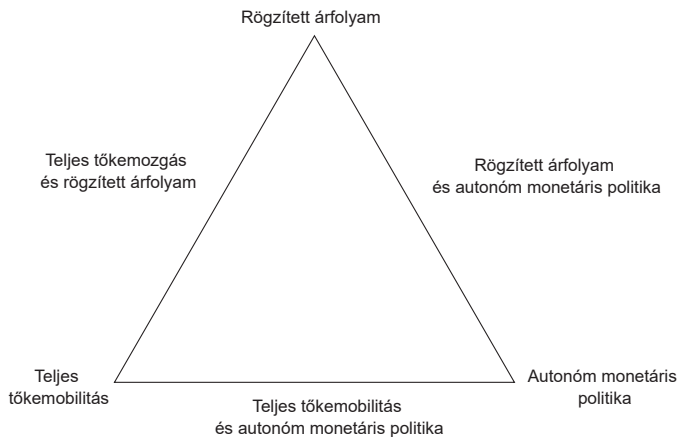 Rögzített árfolyam
Teljes tőkemozgás
és rögzített árfolyam
Rögzített árfolyam
és autonóm monetáris politika
Teljes
tőkemobilitás
Teljes tőkemobilitás
és autonóm monetáris politika
Autonóm monetáris
politika